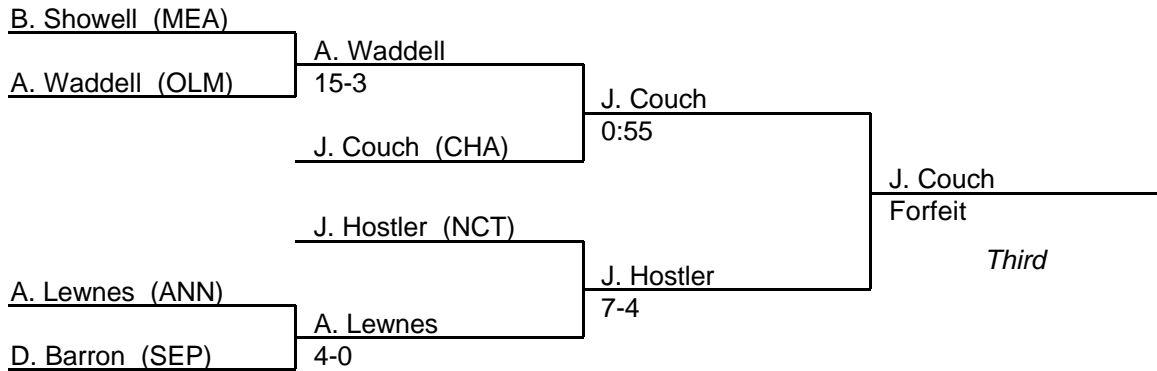 B. Showell (MEA)
A. Waddell
A. Waddell (OLM)
15-3
J. Couch
0:55
J. Couch (CHA)
J. Couch
Forfeit
J. Hostler (NCT)
Third
J. Hostler
A. Lewnes (ANN)
7-4
A. Lewnes
D. Barron (SEP)
4-0